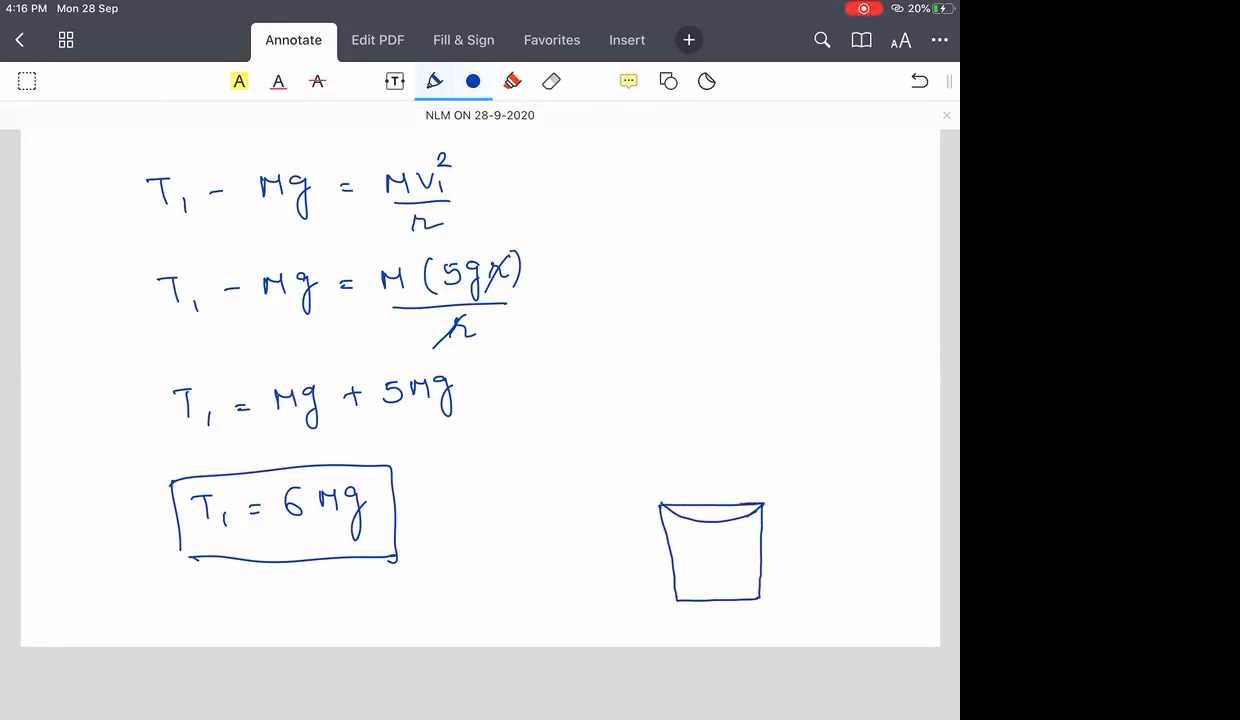 4:16 PM Mon 28 Sep 20%
Annotate Edit PDF Fill & Sign Favorites Insert
A A A T AA
NLM ON 28-9-2020
T₁ - Mg = MV₁²/r
T₁ - Mg = M(5gr)/r
T₁ = Mg + 5Mg
T₁ = 6Mg